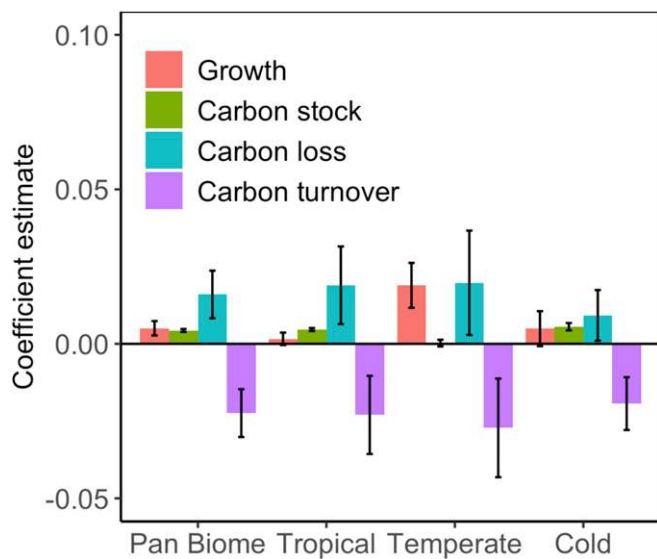 0.10
Growth
Carbon stock
Carbon loss
Carbon turnover
0.05
Coefficient estimate
0.00
-0.05
Pan Biome Tropical Temperate Cold